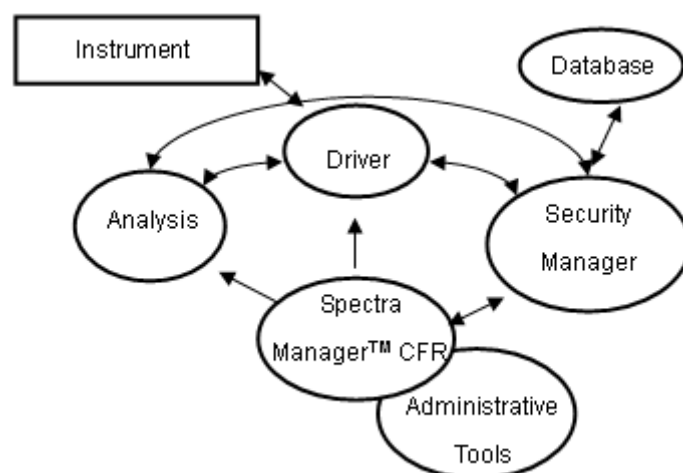 Instrument
Database
Driver
Analysis
Security
Manager
Spectra
Manager™ CFR
Administrative
Tools